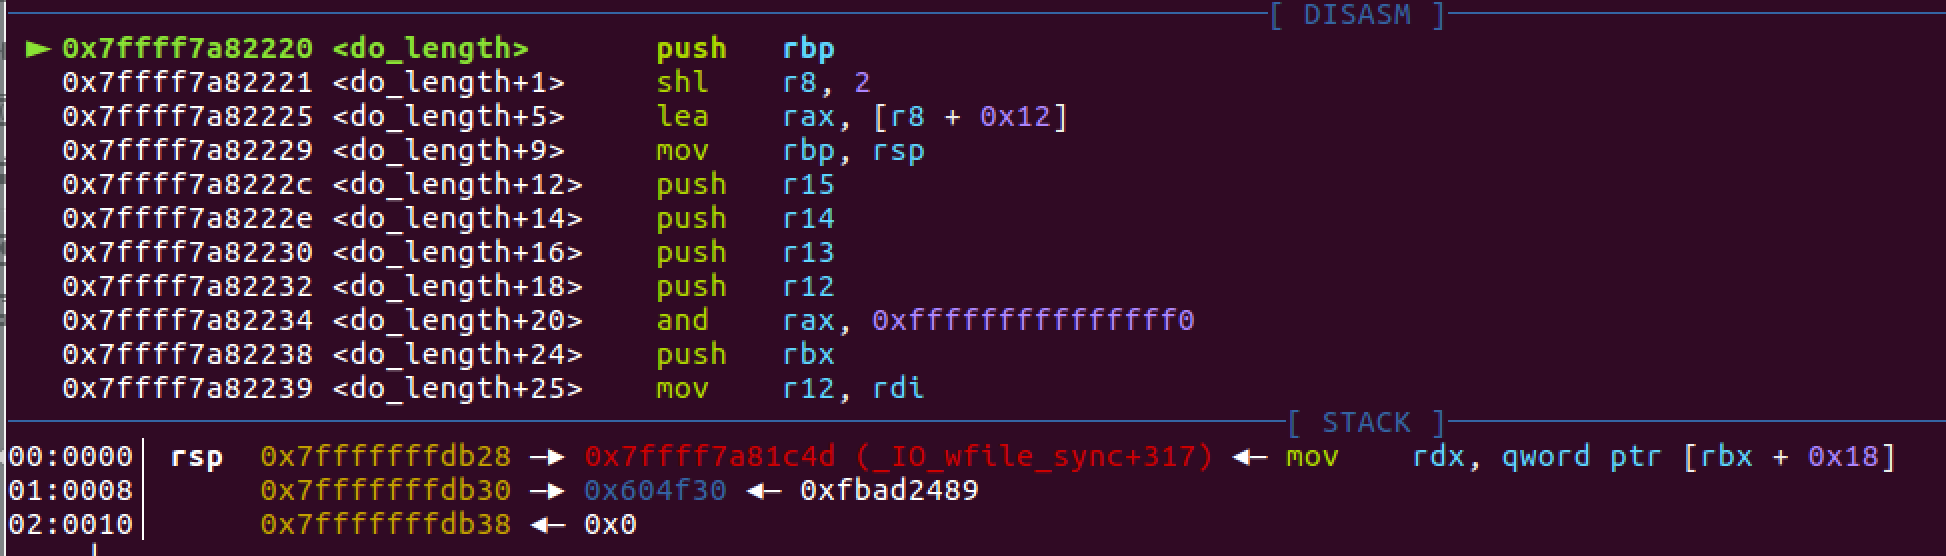 [ DISASM ]
► 0x7ffff7a82220 <do_length> push rbp
0x7ffff7a82221 <do_length+1> shl r8, 2
0x7ffff7a82225 <do_length+5> lea rax, [r8 + 0x12]
0x7ffff7a82229 <do_length+9> mov rbp, rsp
0x7ffff7a8222c <do_length+12> push r15
0x7ffff7a8222e <do_length+14> push r14
0x7ffff7a82230 <do_length+16> push r13
0x7ffff7a82232 <do_length+18> push r12
0x7ffff7a82234 <do_length+20> and rax, 0xfffffffffffffff0
0x7ffff7a82238 <do_length+24> push rbx
0x7ffff7a82239 <do_length+25> mov r12, rdi
[ STACK ]
00:0000│ rsp 0x7fffffffdb28 —▸ 0x7ffff7a81c4d (_IO_wfile_sync+317) ◂— mov rdx, qword ptr [rbx + 0x18]
01:0008│ 0x7fffffffdb30 —▸ 0x604f30 ◂— 0xfbad2489
02:0010│ 0x7fffffffdb38 ◂— 0x0